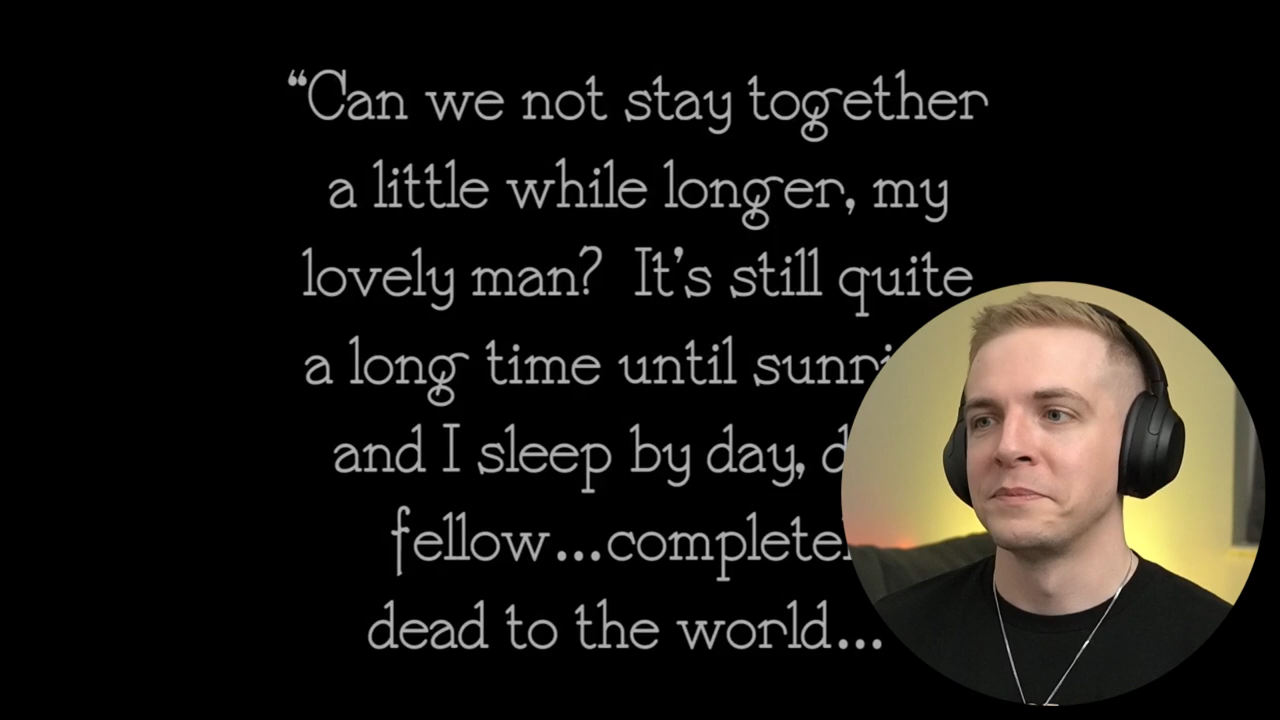 “Can we not stay together
a little while longer, my
lovely man? It’s still quite
a long time until
and I sleep by day,
fellow...
dead to the world...